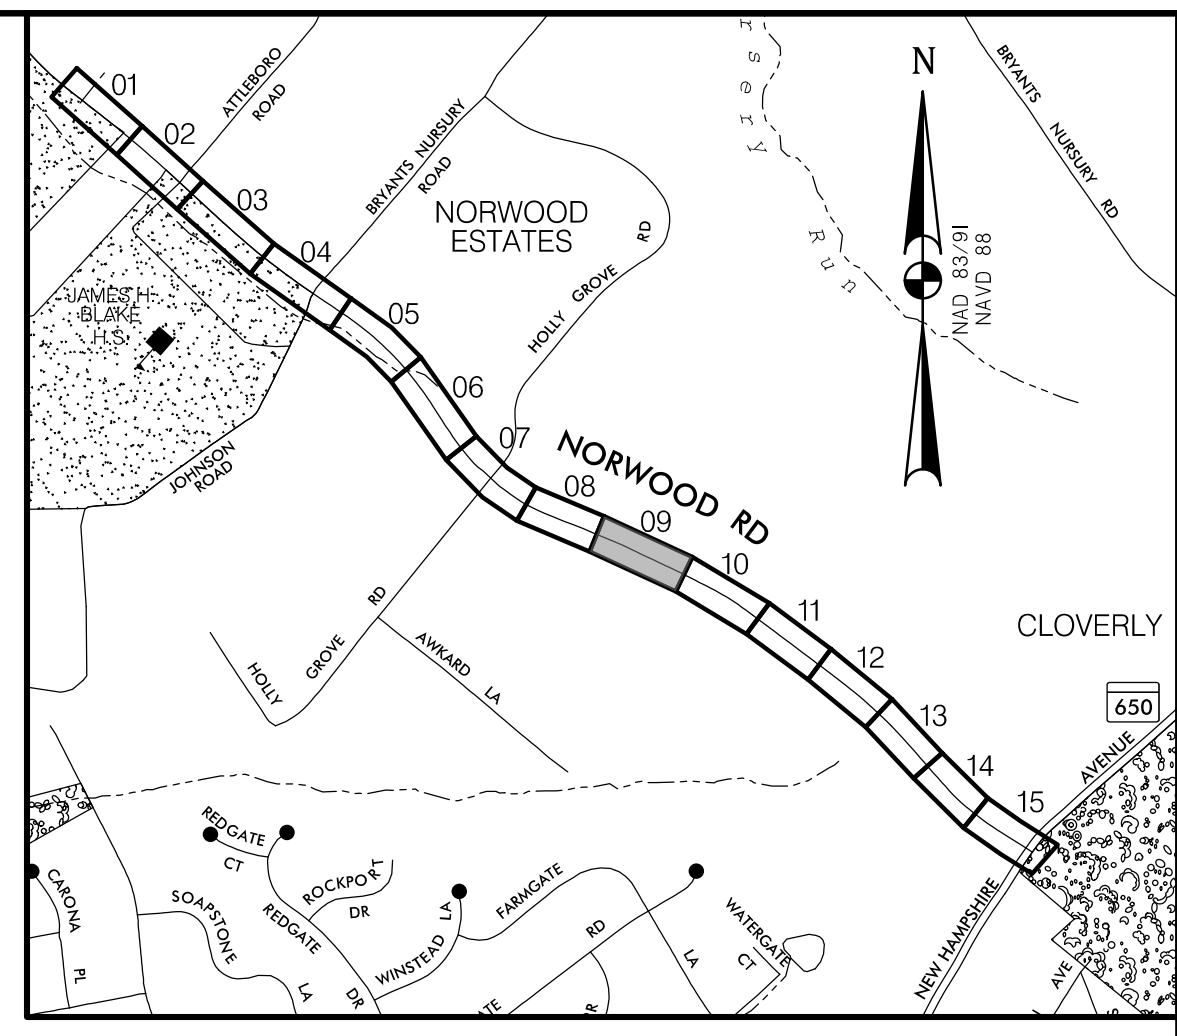 01
02
03
04
05
06
07
08
09
10
11
12
13
14
15
ATTLEBORO
ROAD
BRYANTS NURSURY
ROAD
NORWOOD
ESTATES
HOLLY GROVE RD
rsery
Run
N
NAD 83/91
NAVD 88
BRYANTS NURSURY RD
JAMES H.
BLAKE
H.S.
JOHNSON
ROAD
NORWOOD RD
HOLLY GROVE RD
AWKARD LA
CLOVERLY
650
NEW HAMPSHIRE AVENUE
AVE
REDGATE
CT
ROCKPORT
DR
CARONA PL
SOAPSTONE LA
REDGATE DR
WINSTEAD LA
FARMGATE LA
RD
WATERGATE
CT